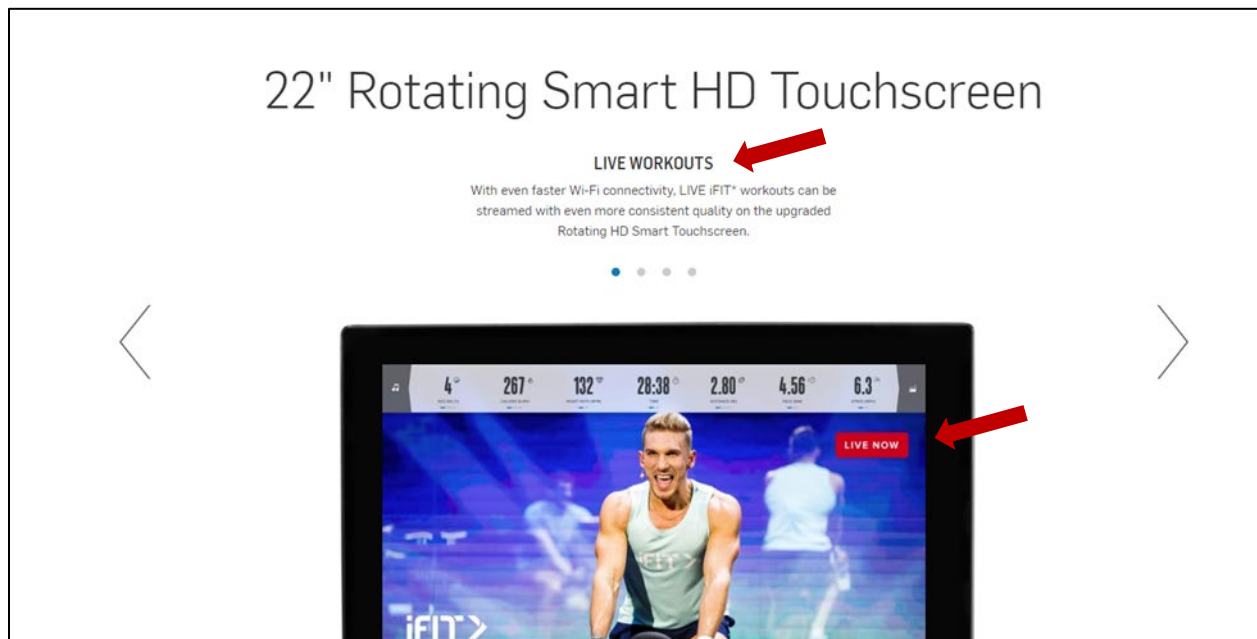 22" Rotating Smart HD Touchscreen
LIVE WORKOUTS
With even faster Wi-Fi connectivity, LIVE iFIT® workouts can be
streamed with even more consistent quality on the upgraded
Rotating HD Smart Touchscreen.
4 267 132 28:38 2.80 4.56 6.3
LIVE NOW
iFIT
iFIT